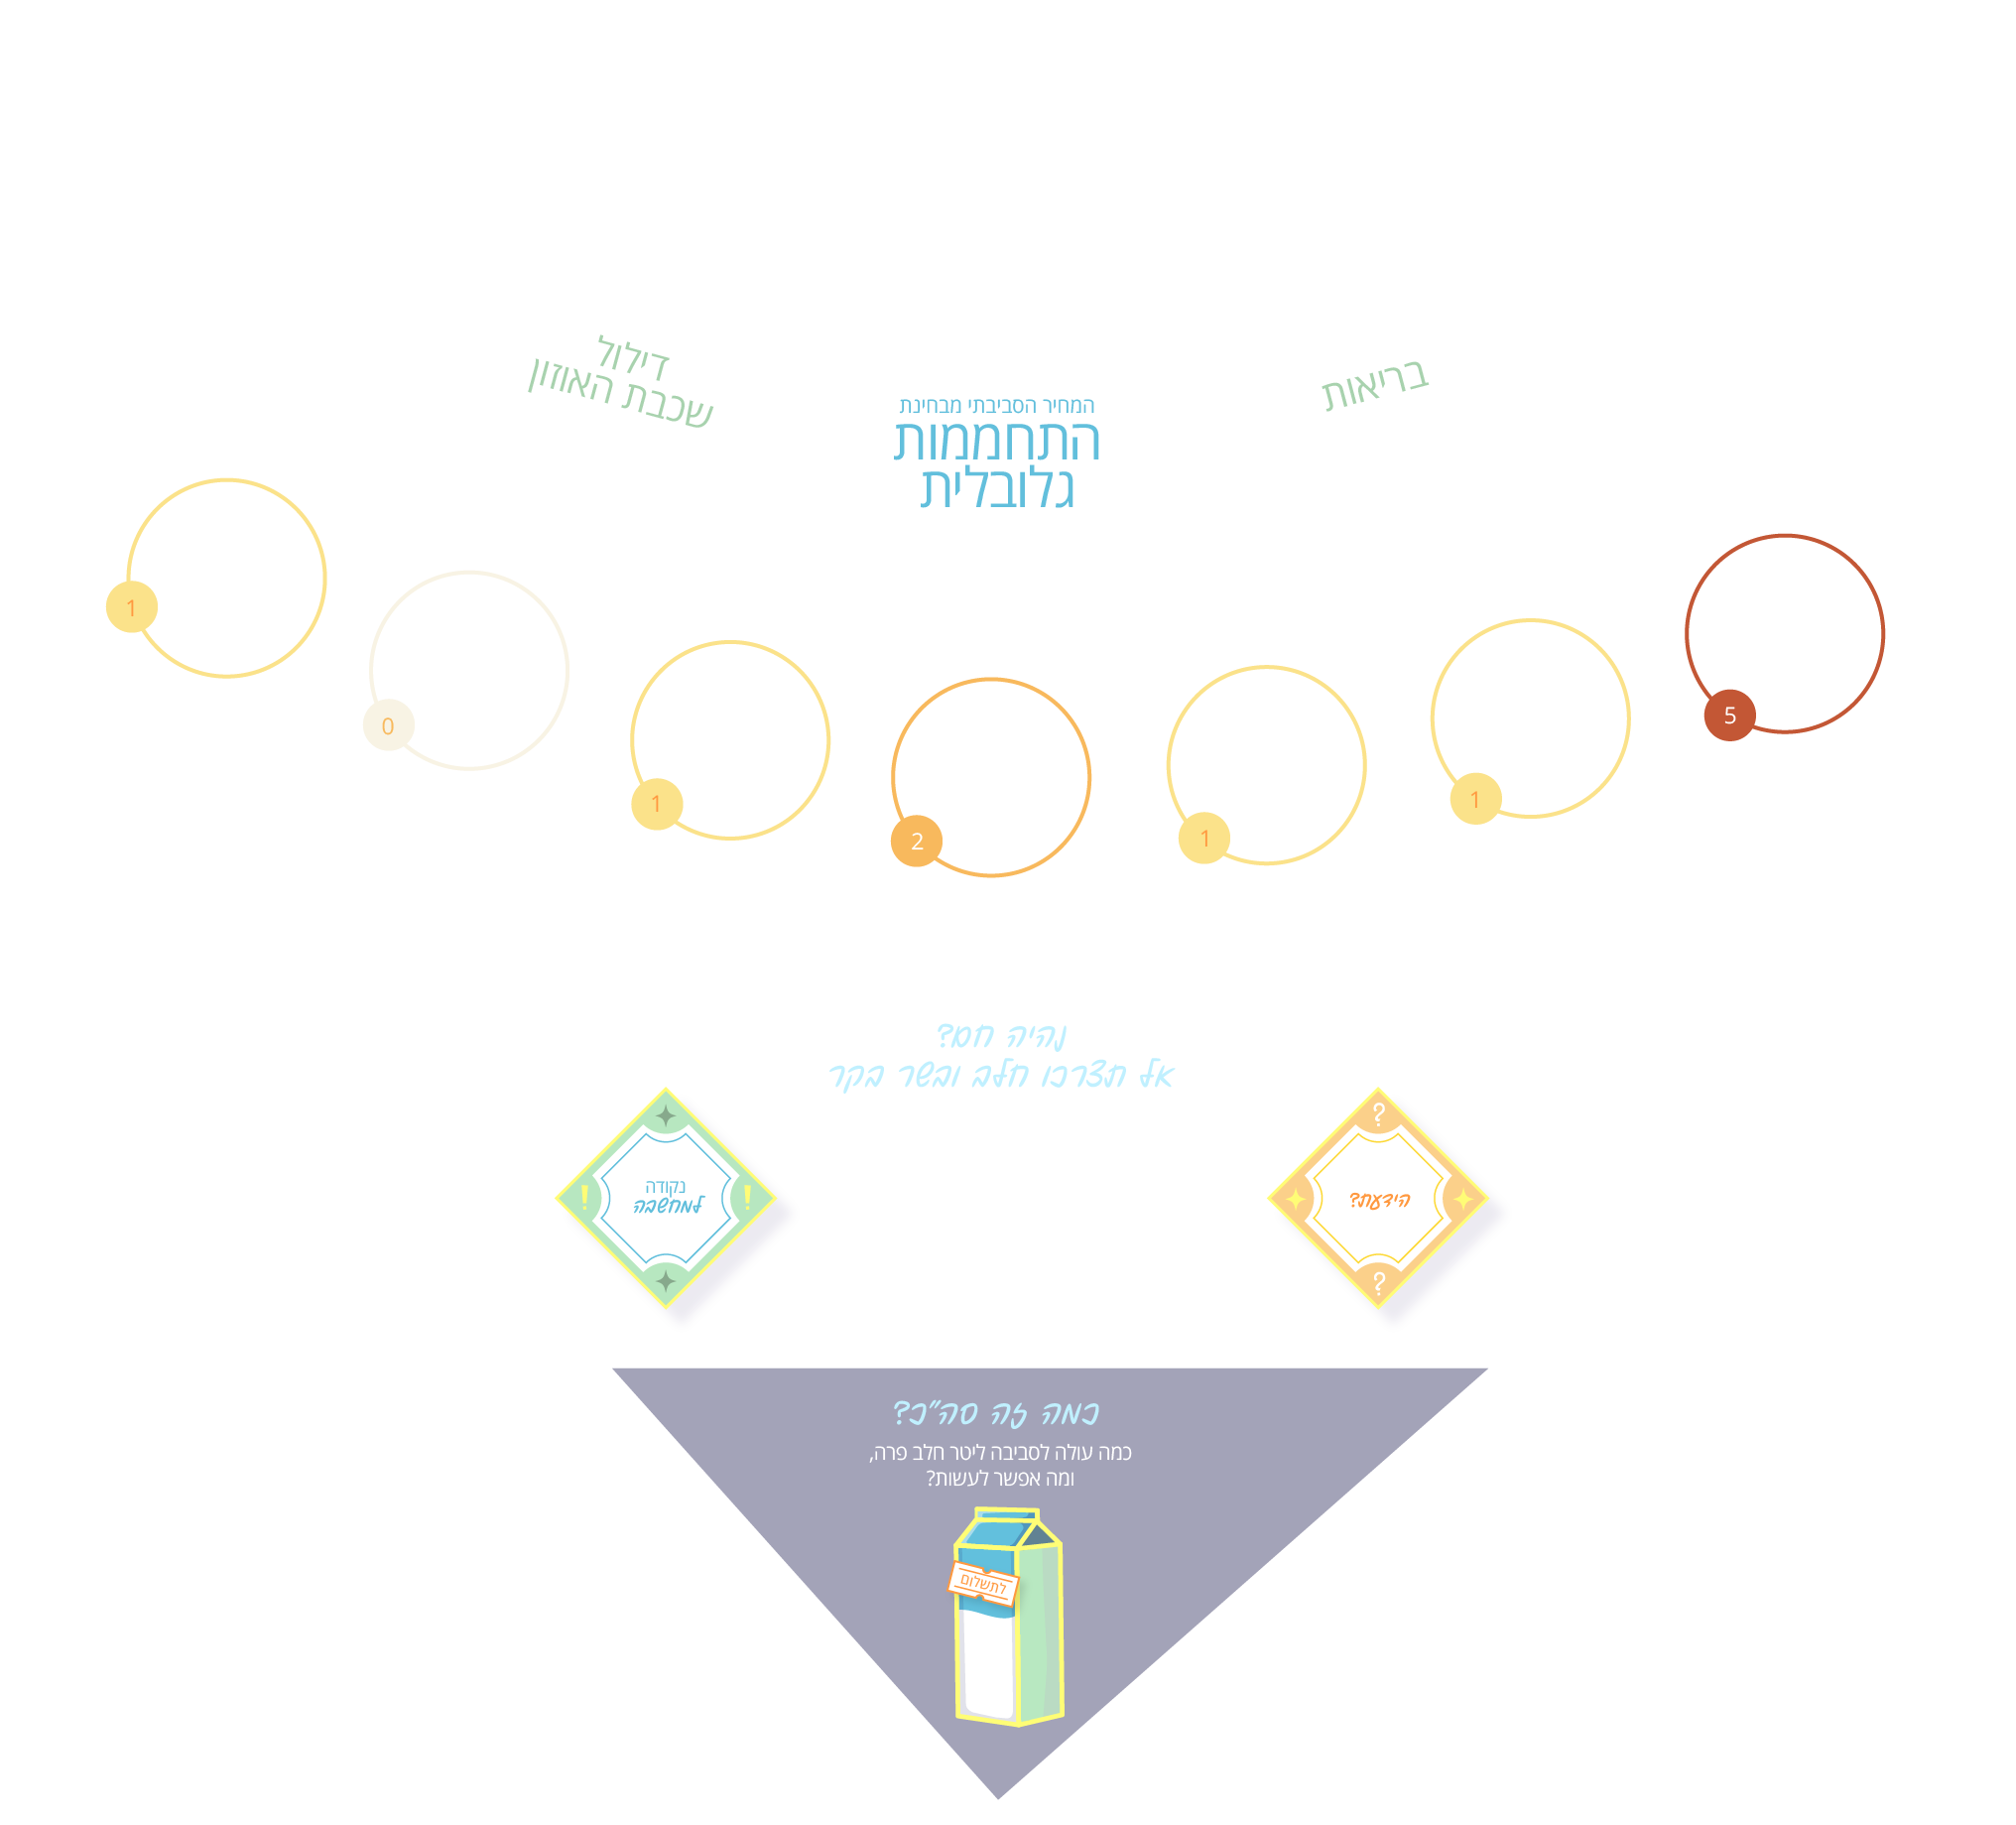 בריאות
המחיר הסביבתי מבחינת
התחממות
גלובלית
דילול
שכבת האוזון
5
1
1
2
1
0
1
נהיה חם?
אל תצרכו חלב ובשר בקר
הידעת?
נקודה
למחשבה
כמה זה סה"כ?
כמה עולה לסביבה ליטר חלב פרה,
ומה אפשר לעשות?
לתשלום